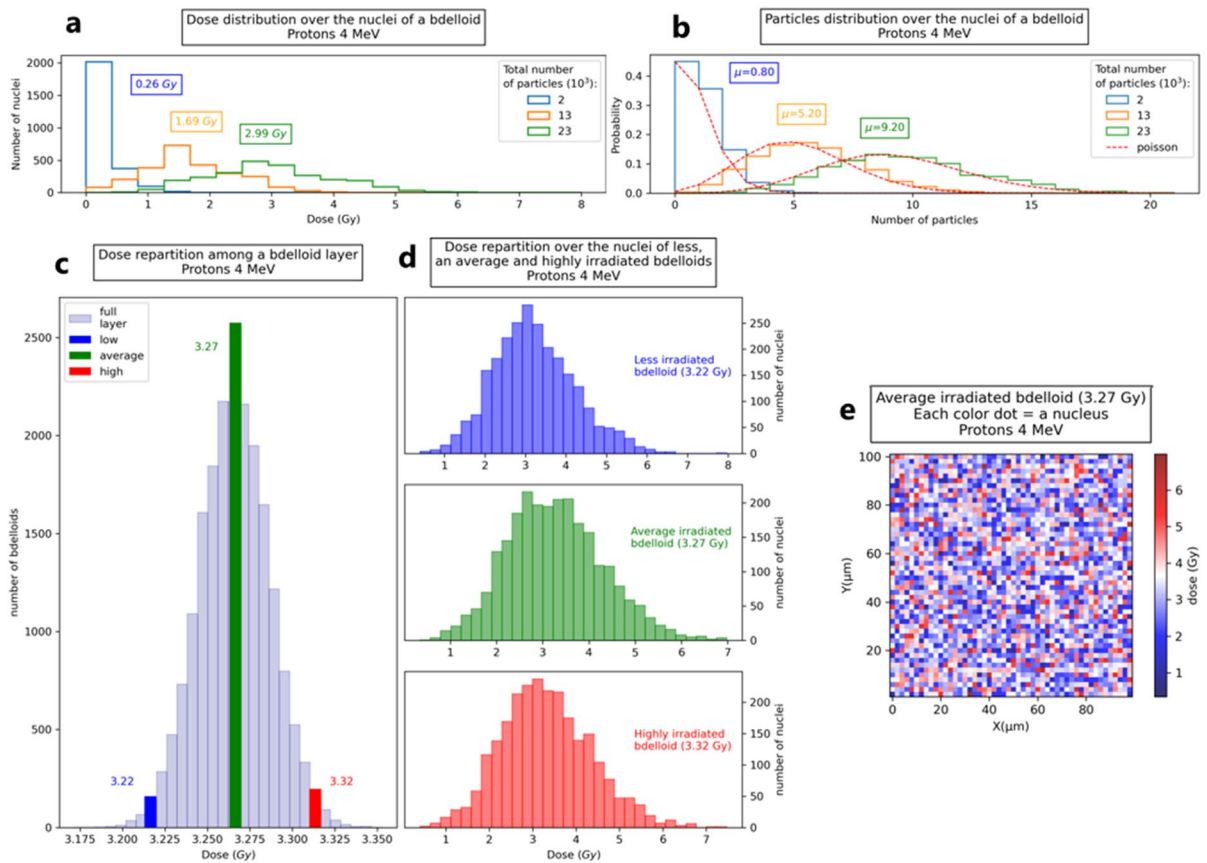 a
Dose distribution over the nuclei of a bdelloid
Protons 4 MeV
Number of nuclei
2000
1500
1000
500
0
0.26 Gy
1.69 Gy
2.99 Gy
Total number
of particles (10³):
2
13
23
0 1 2 3 4 5 6 7 8
Dose (Gy)
b
Particles distribution over the nuclei of a bdelloid
Protons 4 MeV
Probability
0.4
0.3
0.2
0.1
0.0
μ=0.80
μ=5.20
μ=9.20
Total number
of particles (10³):
2
13
23
poisson
0 5 10 15 20
Number of particles
c
Dose repartition among a bdelloid layer
Protons 4 MeV
full
layer
low
average
high
number of bdelloids
2500
2000
1500
1000
500
0
3.27
3.22
3.32
3.175 3.200 3.225 3.250 3.275 3.300 3.325 3.350
Dose (Gy)
d
Dose repartition over the nuclei of less,
an average and highly irradiated bdelloids
Protons 4 MeV
Less irradiated
bdelloid (3.22 Gy)
250
200
150
100
50
0
number of nuclei
1 2 3 4 5 6 7 8
Average irradiated
bdelloid (3.27 Gy)
200
150
100
50
0
number of nuclei
1 2 3 4 5 6 7
Highly irradiated
bdelloid (3.32 Gy)
200
150
100
50
0
number of nuclei
1 2 3 4 5 6 7
Dose (Gy)
e
Average irradiated bdelloid (3.27 Gy)
Each color dot = a nucleus
Protons 4 MeV
Y(μm)
100
80
60
40
20
0 20 40 60 80
X(μm)
6
5
4
3
2
1
dose (Gy)